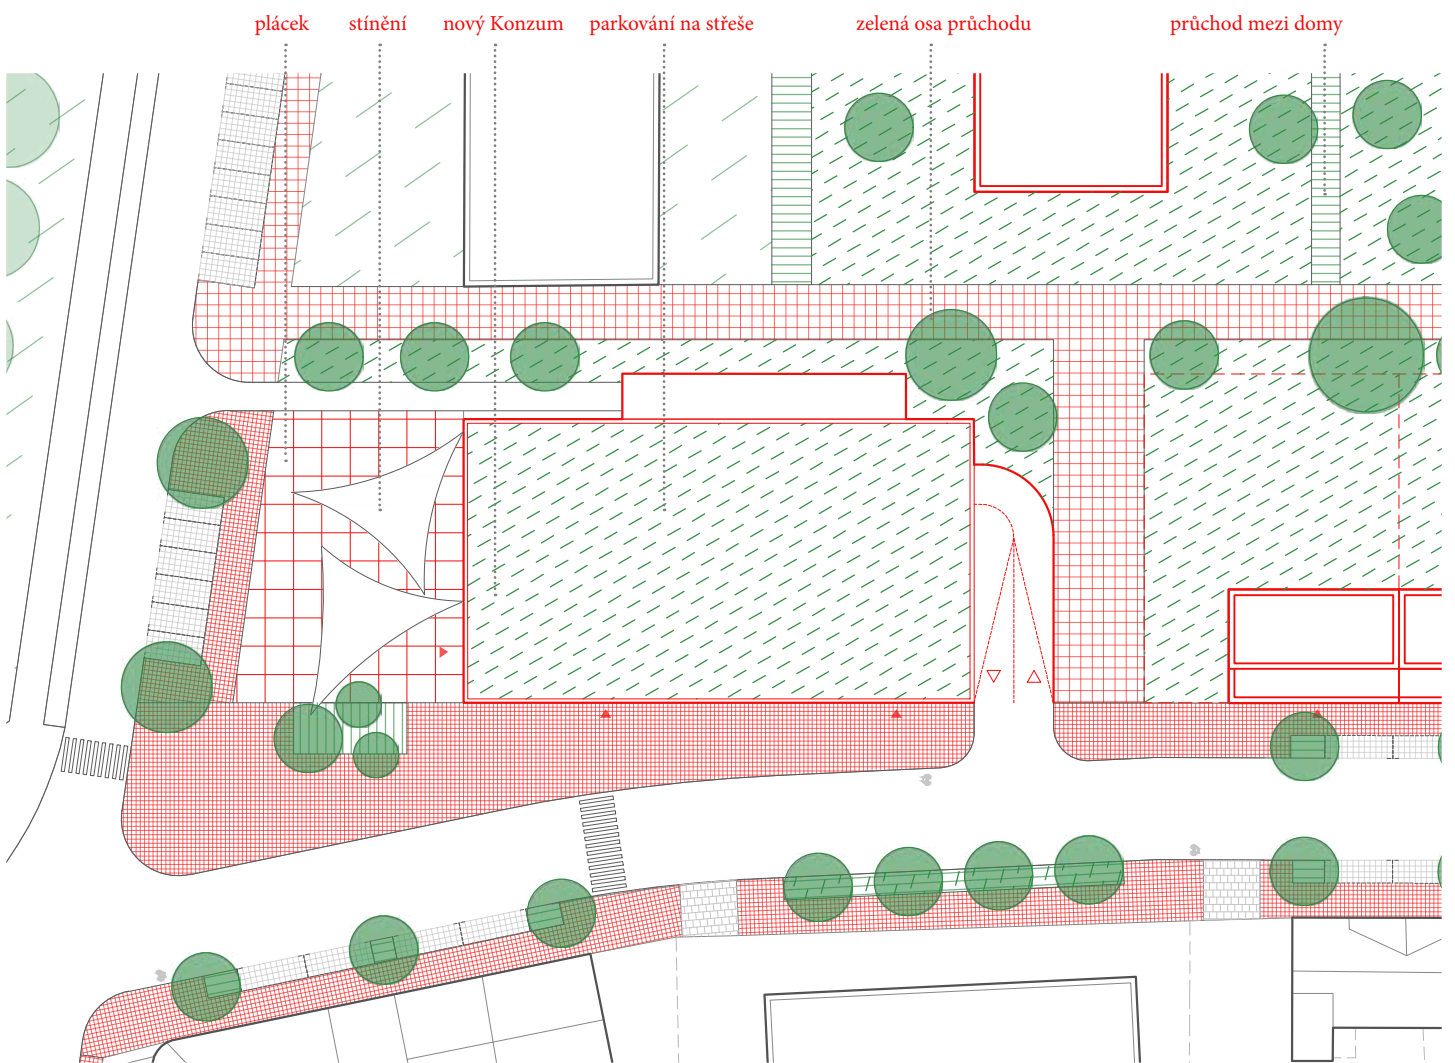 plácek
stínění
nový Konzum
parkování na střeše
zelená osa průchodu
průchod mezi domy